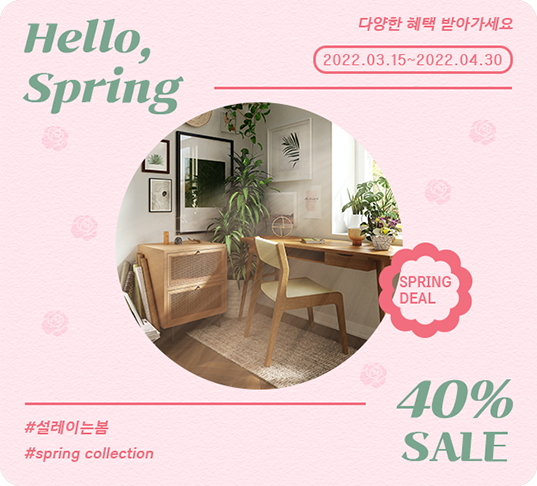 Hello,
Spring
다양한 혜택 받아가세요
2022.03.15~2022.04.30
SPRING
DEAL
40%
SALE
#설레이는봄
#spring collection